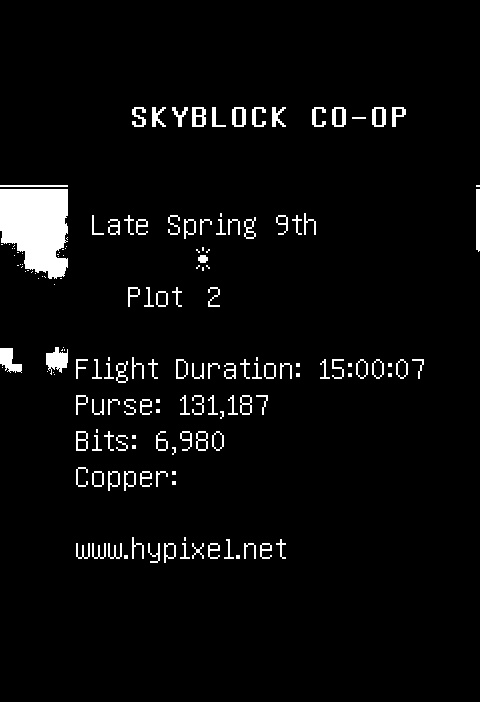 SKYBLOCK CO-OP
Late Spring 9th
Plot 2
Flight Duration: 15:00:07
Purse: 131,187
Bits: 6,980
Copper:
www.hypixel.net